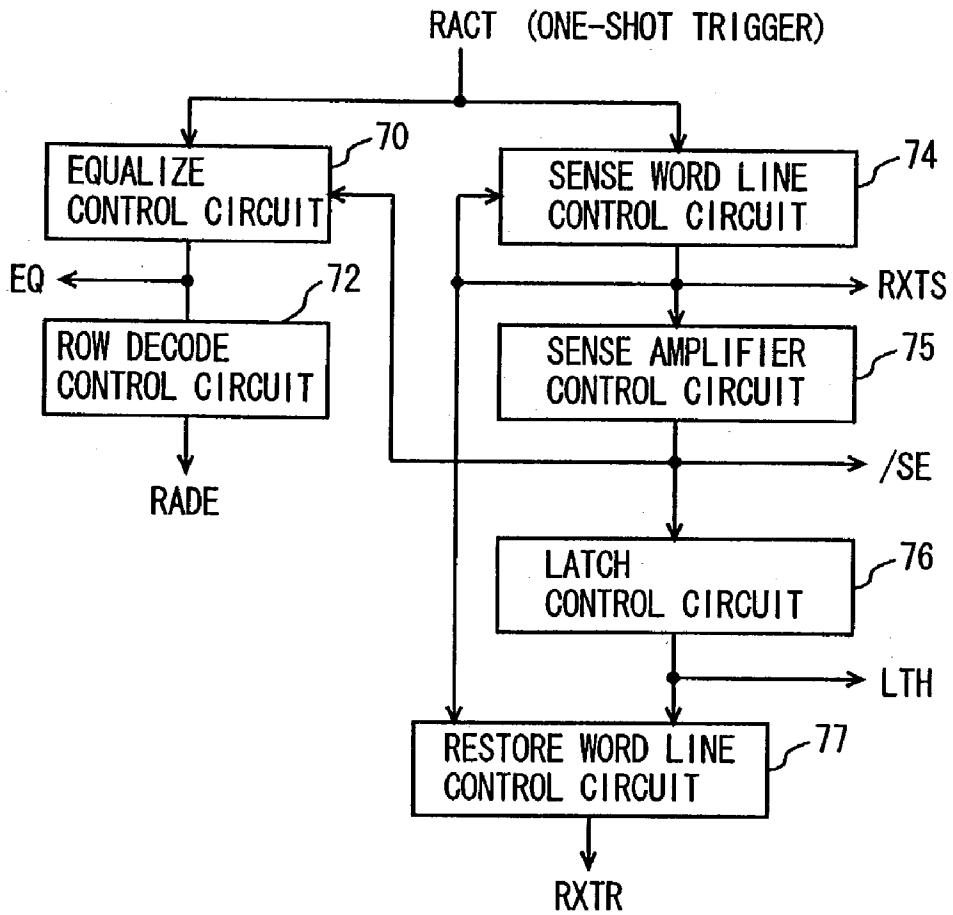 RACT (ONE-SHOT TRIGGER)
70
EQUALIZE
CONTROL CIRCUIT
74
SENSE WORD LINE
CONTROL CIRCUIT
EQ
72
RXTS
ROW DECODE
CONTROL CIRCUIT
SENSE AMPLIFIER
CONTROL CIRCUIT
75
RADE
/SE
LATCH
CONTROL CIRCUIT
76
LTH
RESTORE WORD LINE
CONTROL CIRCUIT
77
RXTR